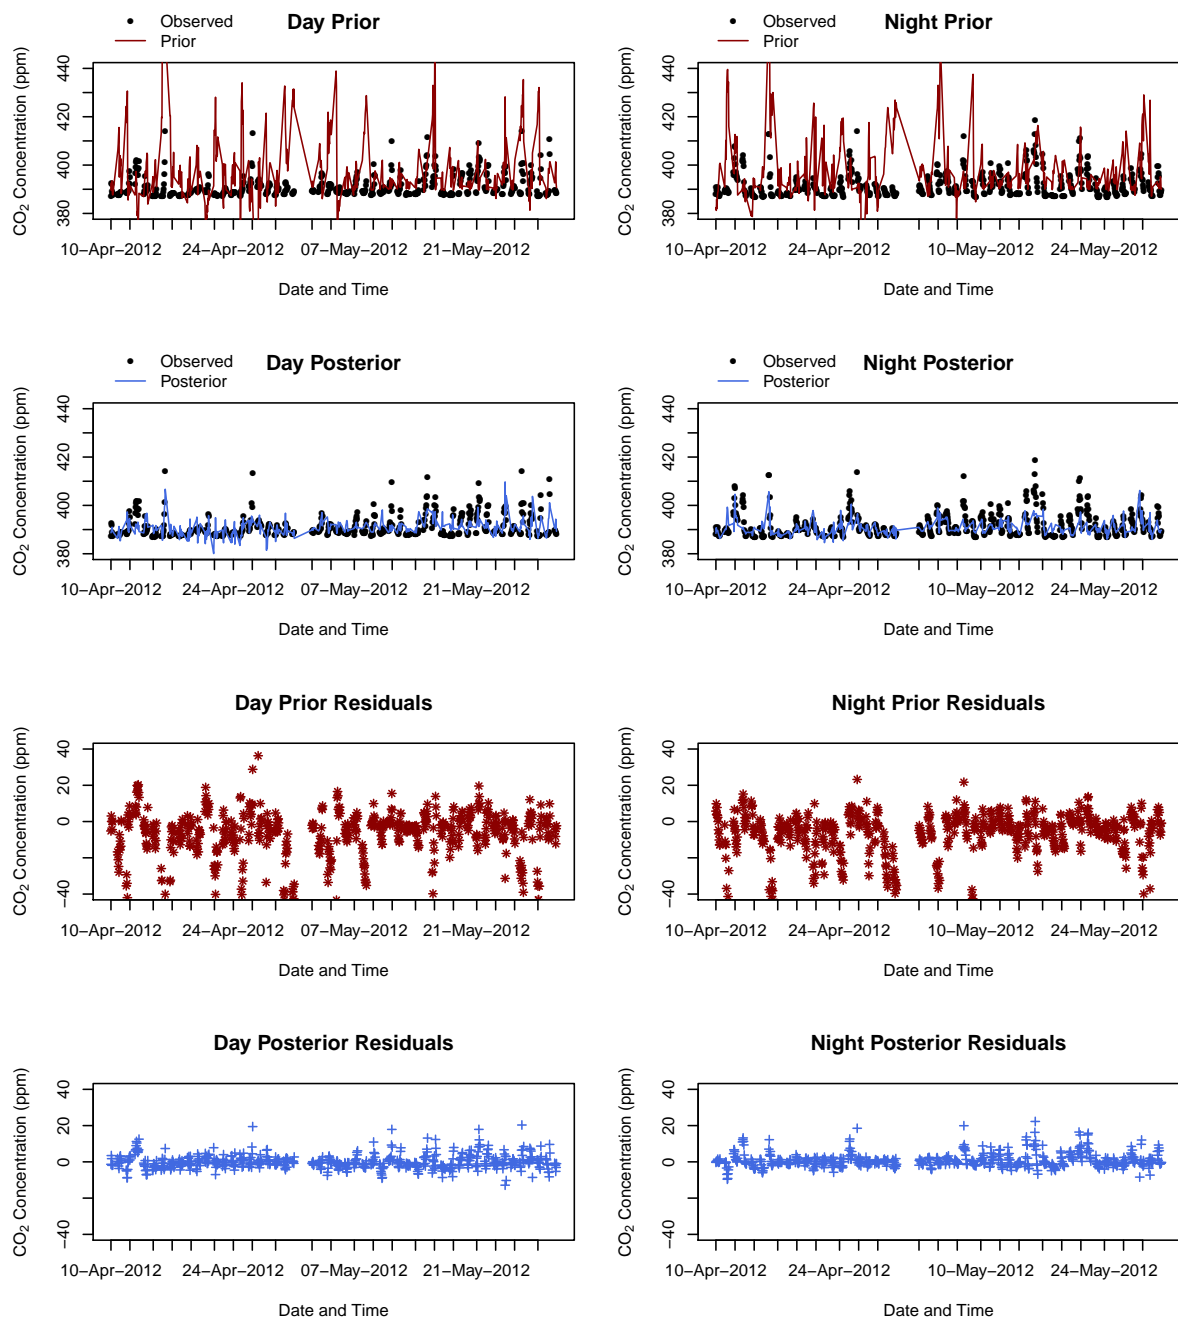 Day Prior
Observed
Prior
CO2 Concentration (ppm)
380 400 420 440
10−Apr−2012 24−Apr−2012 07−May−2012 21−May−2012
Date and Time
Night Prior
Observed
Prior
CO2 Concentration (ppm)
380 400 420 440
10−Apr−2012 24−Apr−2012 10−May−2012 24−May−2012
Date and Time
Day Posterior
Observed
Posterior
CO2 Concentration (ppm)
380 400 420 440
10−Apr−2012 24−Apr−2012 07−May−2012 21−May−2012
Date and Time
Night Posterior
Observed
Posterior
CO2 Concentration (ppm)
380 400 420 440
10−Apr−2012 24−Apr−2012 10−May−2012 24−May−2012
Date and Time
Day Prior Residuals
CO2 Concentration (ppm)
−40 0 20 40
10−Apr−2012 24−Apr−2012 07−May−2012 21−May−2012
Date and Time
Night Prior Residuals
CO2 Concentration (ppm)
−40 0 20 40
10−Apr−2012 24−Apr−2012 10−May−2012 24−May−2012
Date and Time
Day Posterior Residuals
CO2 Concentration (ppm)
−40 0 20 40
10−Apr−2012 24−Apr−2012 07−May−2012 21−May−2012
Date and Time
Night Posterior Residuals
CO2 Concentration (ppm)
−40 0 20 40
10−Apr−2012 24−Apr−2012 10−May−2012 24−May−2012
Date and Time